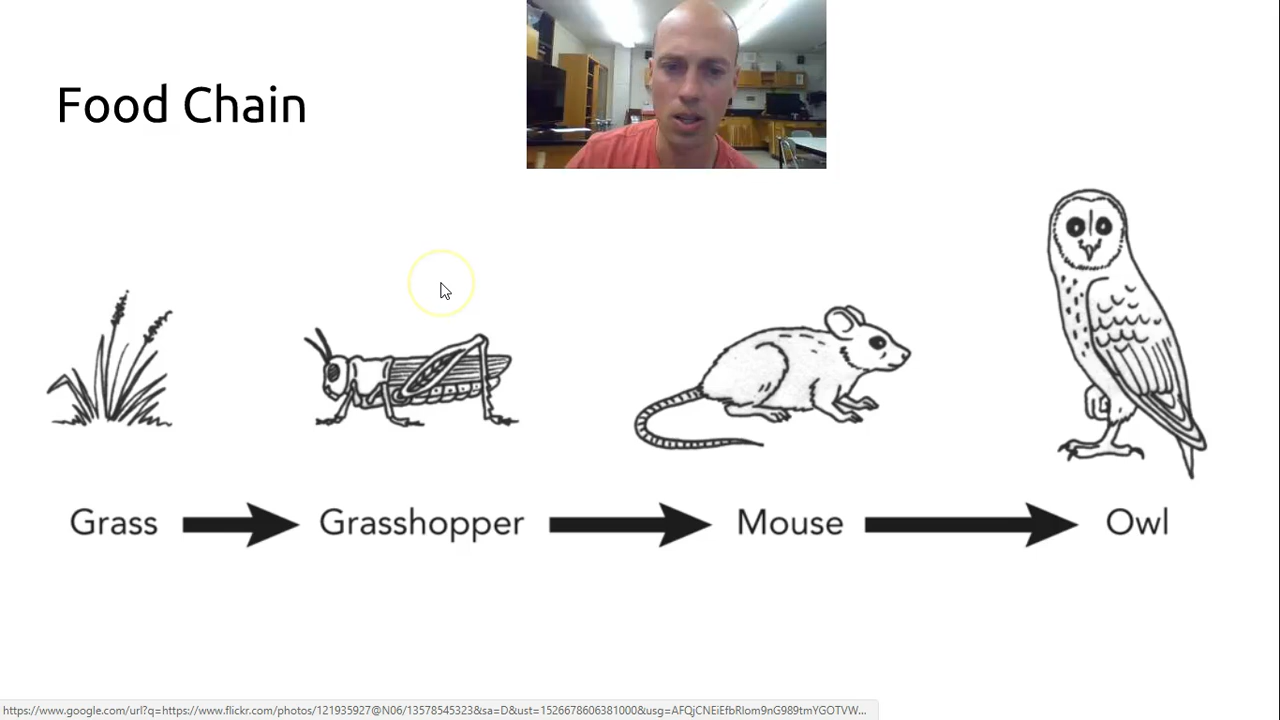 Food Chain
Grass
Grasshopper
Mouse
Owl
https://www.google.com/url?q=https://www.flickr.com/photos/121935927@N06/13578545323&sa=D&ust=1526678606381000&usg=AFQjCNEiEfbRlom9nG989tmYGOTVW...